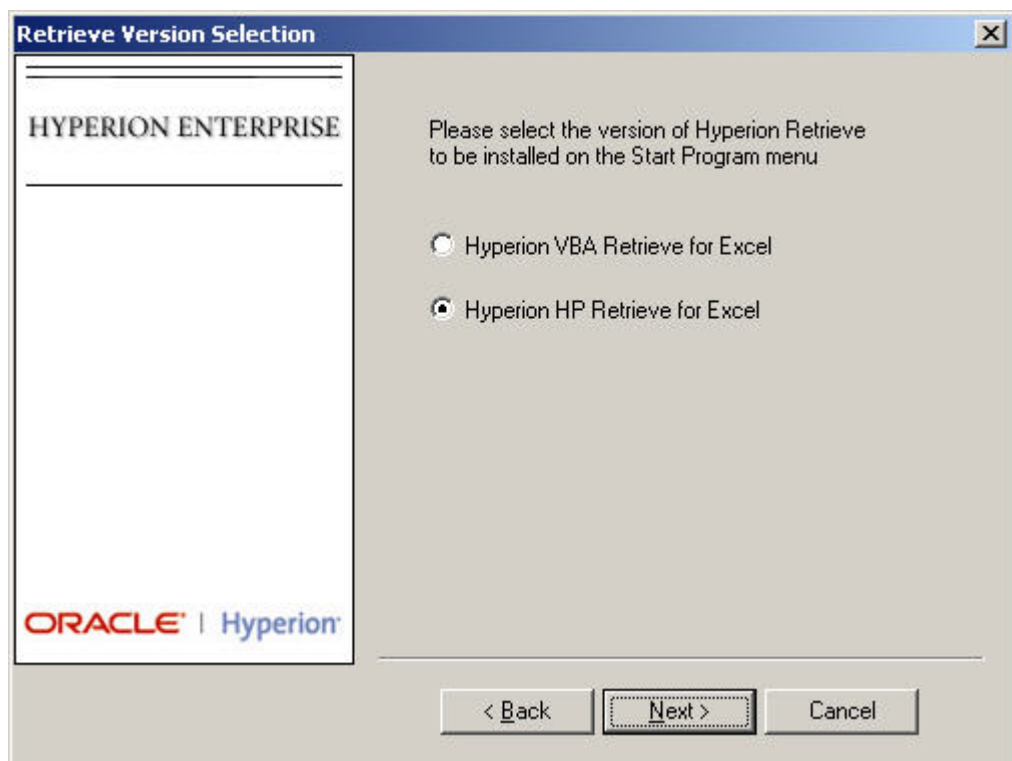 Retrieve Version Selection
HYPERION ENTERPRISE
Please select the version of Hyperion Retrieve
to be installed on the Start Program menu
Hyperion VBA Retrieve for Excel
Hyperion HP Retrieve for Excel
ORACLE | Hyperion
< Back Next > Cancel